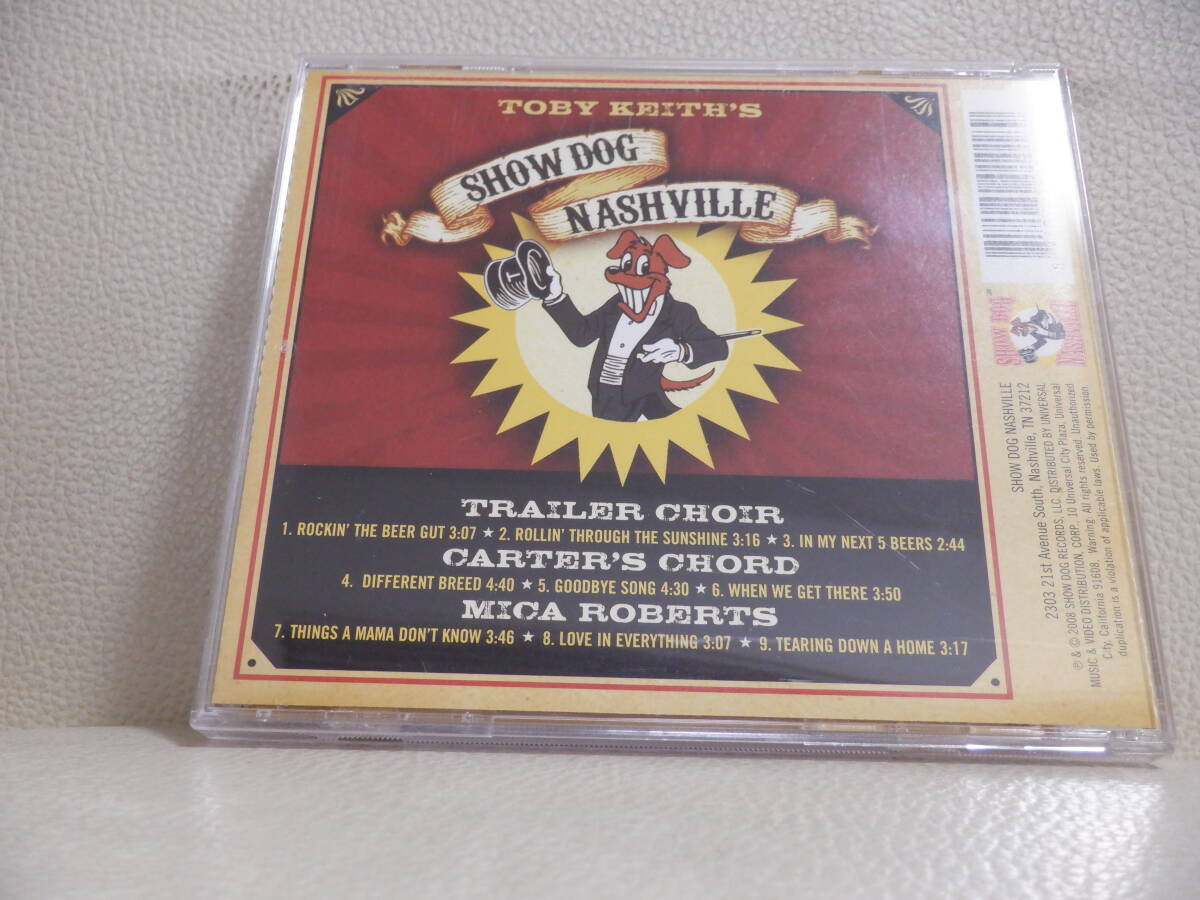 TOBY KEITH'S
SHOW DOG
NASHVILLE
T
TRAILER CHOIR
1. ROCKIN' THE BEER GUT 3:07 ★ 2. ROLLIN' THROUGH THE SUNSHINE 3:16 ★ 3. IN MY NEXT 5 BEERS 2:44
CARTER'S CHORD
4. DIFFERENT BREED 4:40 ★ 5. GOODBYE SONG 4:30 ★ 6. WHEN WE GET THERE 3:50
MICA ROBERTS
7. THINGS A MAMA DON'T KNOW 3:46 ★ 8. LOVE IN EVERYTHING 3:07 ★ 9. TEARING DOWN A HOME 3:17
SHOW DOG
SHOW DOG NASHVILLE
2303 21st Avenue South, Nashville, TN 37212
℗ & © 2008 SHOW DOG RECORDS, LLC. DISTRIBUTED BY UNIVERSAL
MUSIC & VIDEO DISTRIBUTION, CORP., 10 Universal City Plaza, Universal
City, California 91608. Warning: All rights reserved. Unauthorized
duplication is a violation of applicable laws. Used by permission.